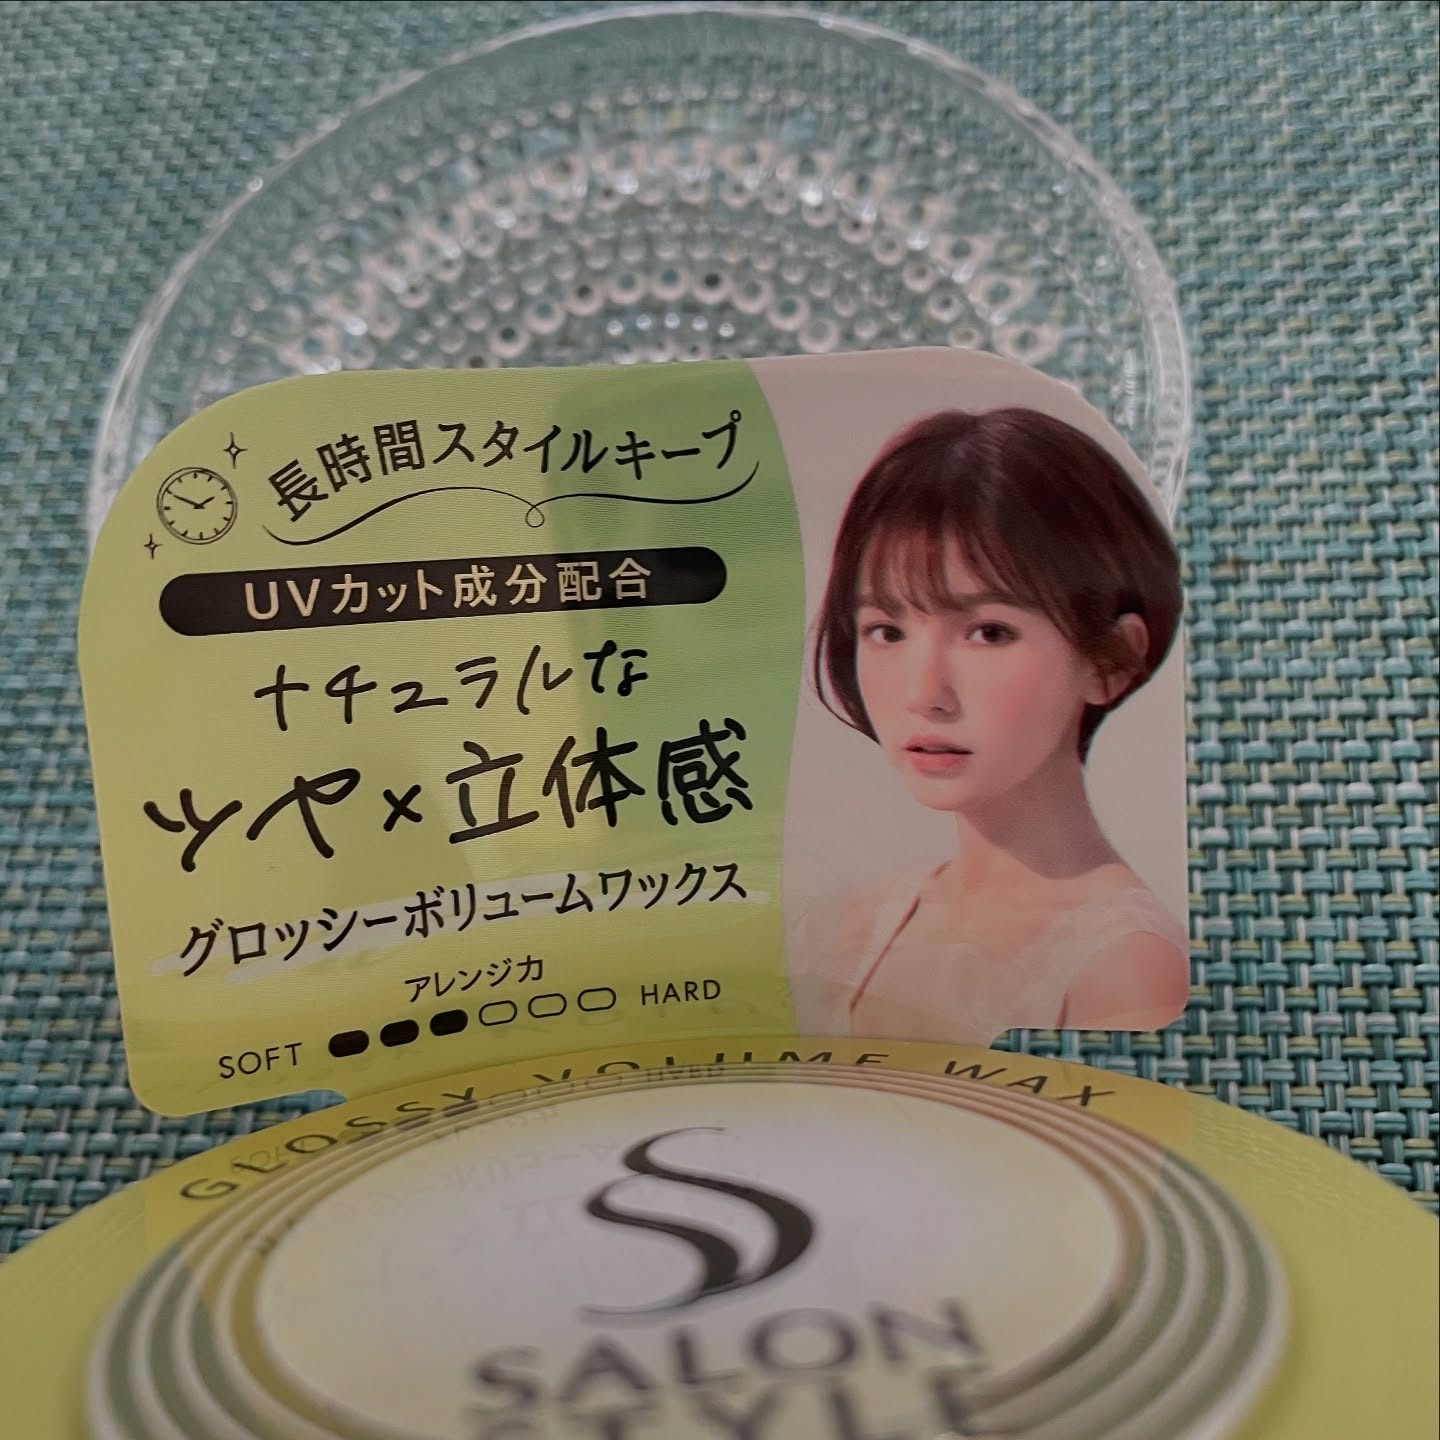 長時間スタイルキープ
UVカット成分配合
ナチュラルな
ツヤ×立体感
グロッシーボリュームワックス
アレンジ力
SOFT HARD
GLOSSY VOLUME WAX
SALON
STYLE